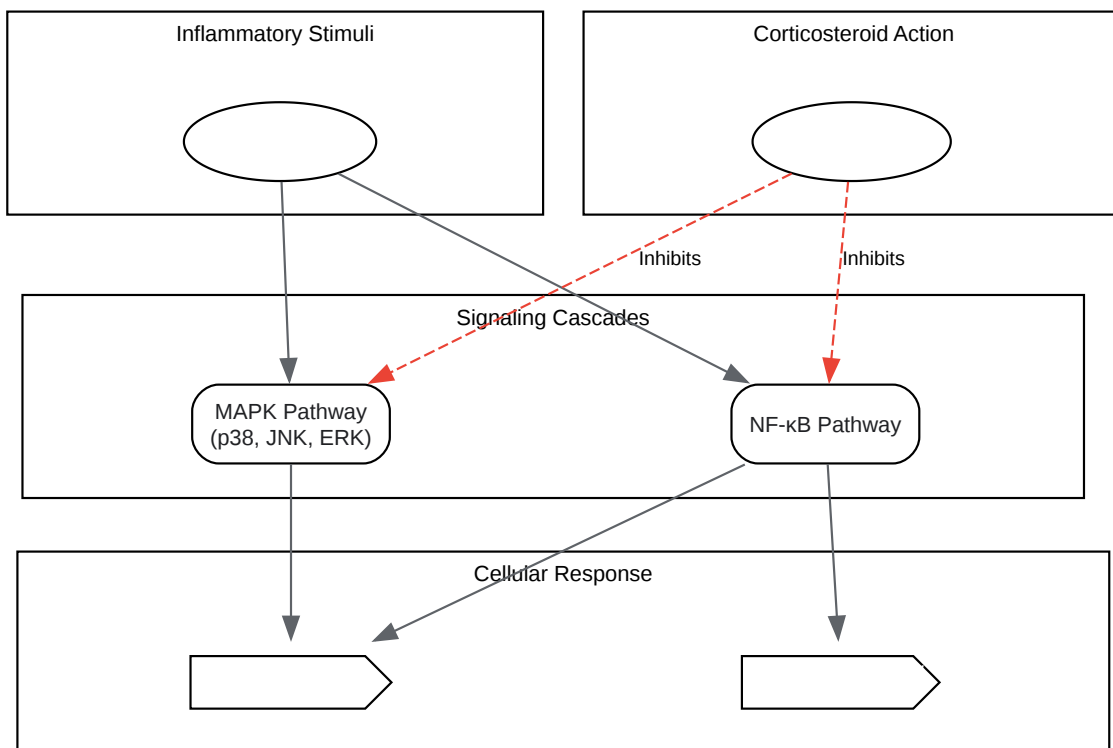 Inflammatory Stimuli
Corticosteroid Action
Inhibits
Inhibits
Signaling Cascades
MAPK Pathway
(p38, JNK, ERK)
NF-κB Pathway
Cellular Response